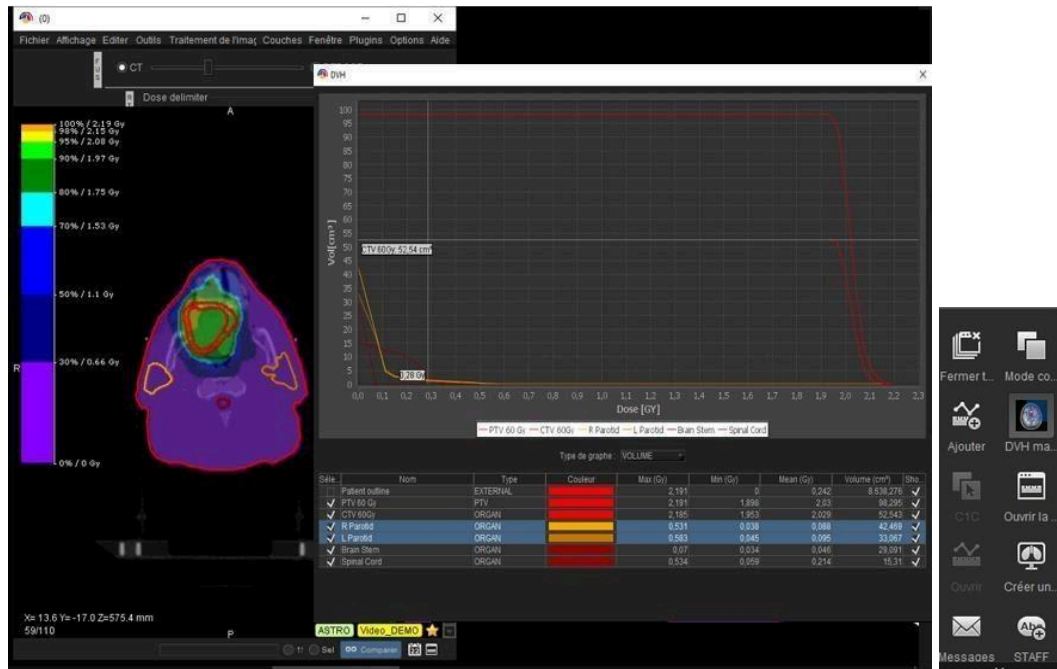 (0)
Fichier Affichage Editer Outils Traitement de l'imag Couches Fenêtre Plugins Options Aide
CT
Dose delimiter
A
100% / 2.19 Gy
98% / 2.15 Gy
95% / 2.08 Gy
90% / 1.97 Gy
80% / 1.75 Gy
70% / 1.53 Gy
50% / 1.1 Gy
30% / 0.66 Gy
0% / 0 Gy
R
X= 13.6 Y= -17.0 Z=575.4 mm
59/110
P
DVH
Vol[cm³]
100
95
90
85
80
75
70
65
60
55
50
45
40
35
30
25
20
15
10
5
0
CTV 60Gy: 52,54 cm³
0,28 Gy
0,0 0,1 0,2 0,3 0,4 0,5 0,6 0,7 0,8 0,9 1,0 1,1 1,2 1,3 1,4 1,5 1,6 1,7 1,8 1,9 2,0 2,1 2,2 2,3
Dose [GY]
PTV 60 Gy CTV 60Gy R Parotid L Parotid Brain Stem Spinal Cord
Type de graphe : VOLUME
Séle... Nom Type Couleur Max (Gy) Min (Gy) Mean (Gy) Volume (cm³) Sho...
Patient outline EXTERNAL 2,191 0 0,242 8.538,276
PTV 60 Gy PTV 2,191 1,898 2,03 98,295
CTV 60Gy ORGAN 2,185 1,953 2,029 52,543
R Parotid ORGAN 0,531 0,038 0,088 42,469
L Parotid ORGAN 0,583 0,045 0,095 33,067
Brain Stem ORGAN 0,07 0,034 0,046 29,091
Spinal Cord ORGAN 0,534 0,059 0,214 15,31
ASTRO Video_DEMO
Sel Comparer
Fermer t... Mode co...
Ajouter DVH ma...
C1C Ouvrir la ...
Ouvrir Créer un...
Messages STAFF